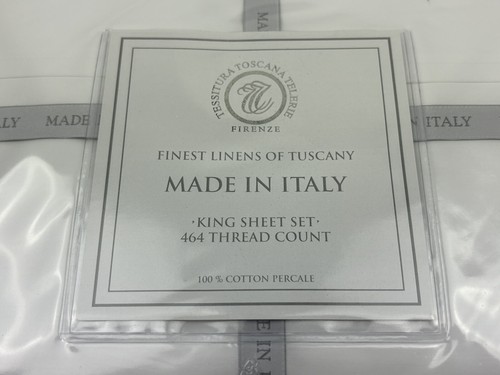 TESSITURA TOSCANA TELERIE
FIRENZE
FINEST LINENS OF TUSCANY
MADE IN ITALY
·KING SHEET SET·
464 THREAD COUNT
100 % COTTON PERCALE
ALY MADE
ITALY
MADE IN